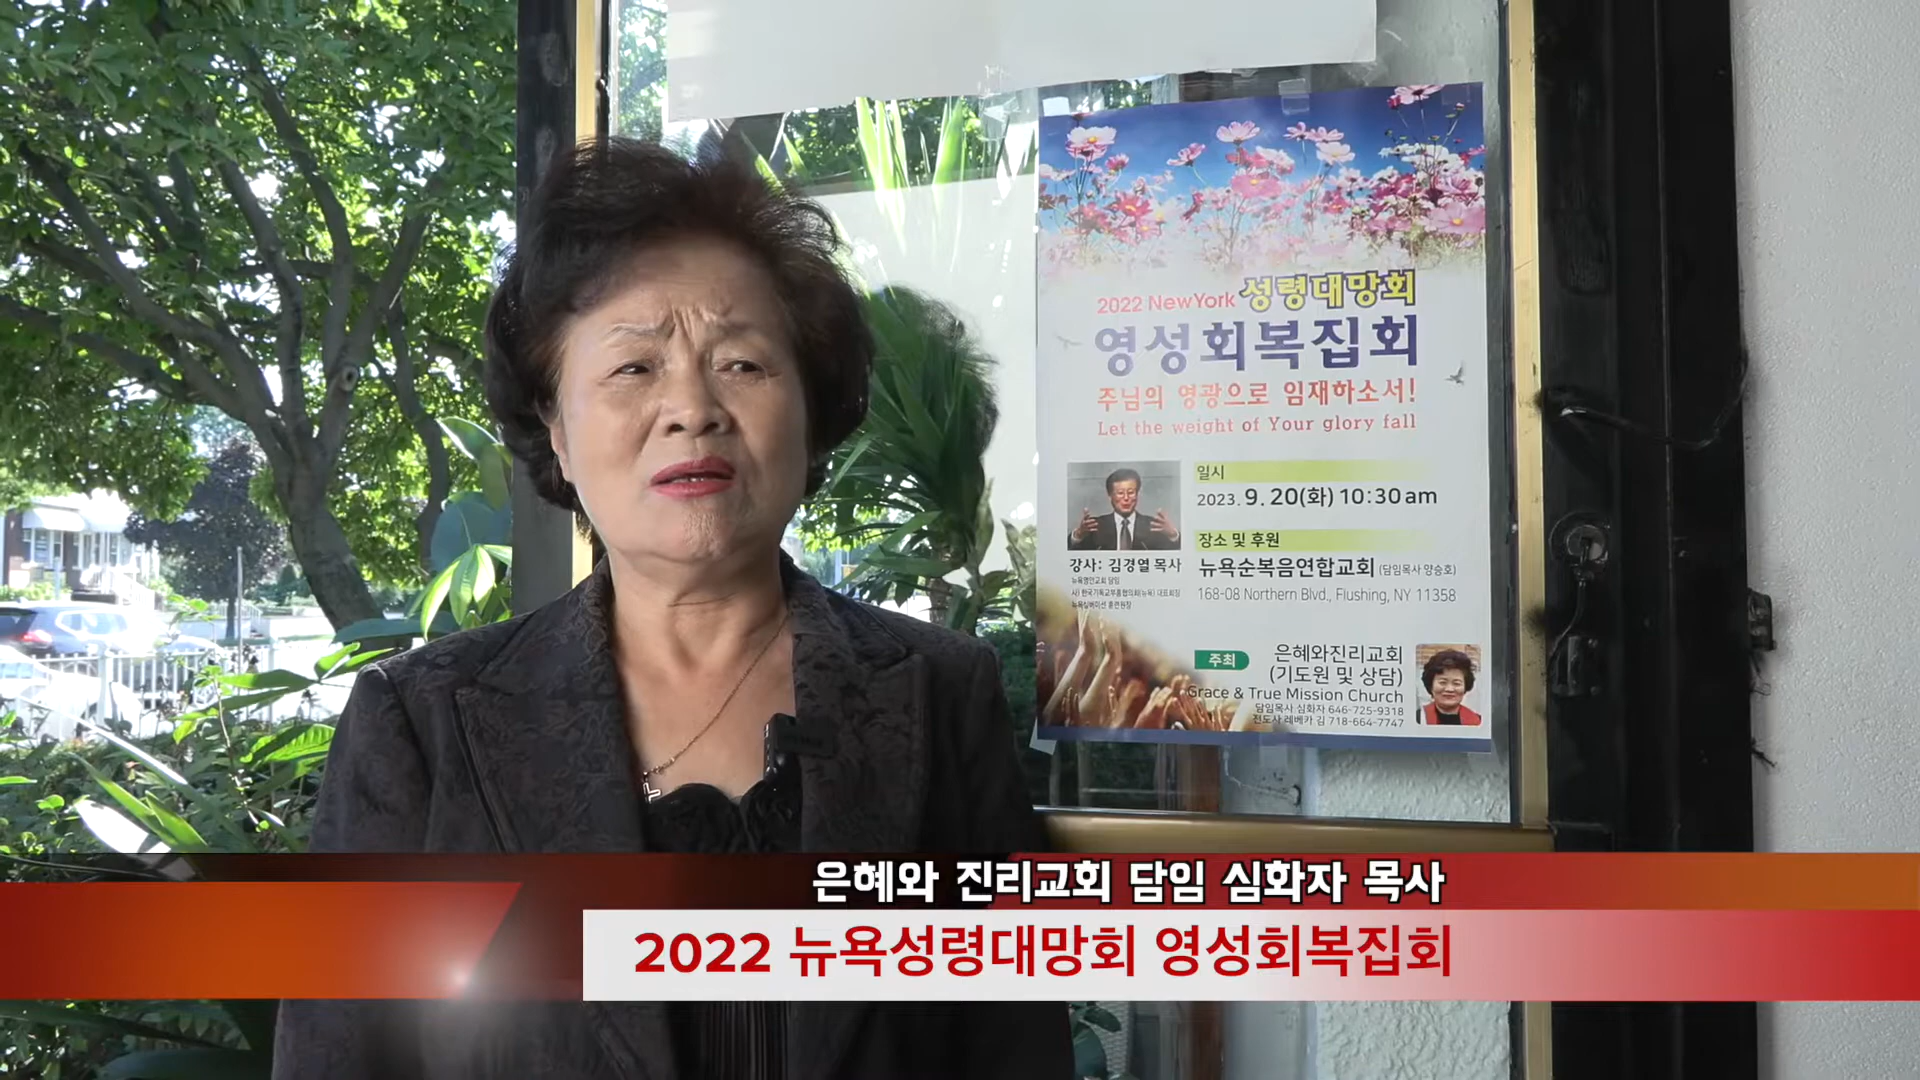 2022 NewYork 성령대망회
영성회복집회
주님의 영광으로 임재하소서!
Let the weight of Your glory fall
일시
2023. 9. 20(화) 10:30am
장소 및 후원
강사: 김경열 목사
뉴욕순복음연합교회 (담임목사 양승호)
168-08 Northern Blvd., Flushing, NY 11358
주최
은혜와진리교회
(기도원 및 상담)
Grace & True Mission Church
담임목사 심화자 646-725-9318
전도사 레베카 김 718-664-7747
은혜와 진리교회 담임 심화자 목사
2022 뉴욕성령대망회 영성회복집회